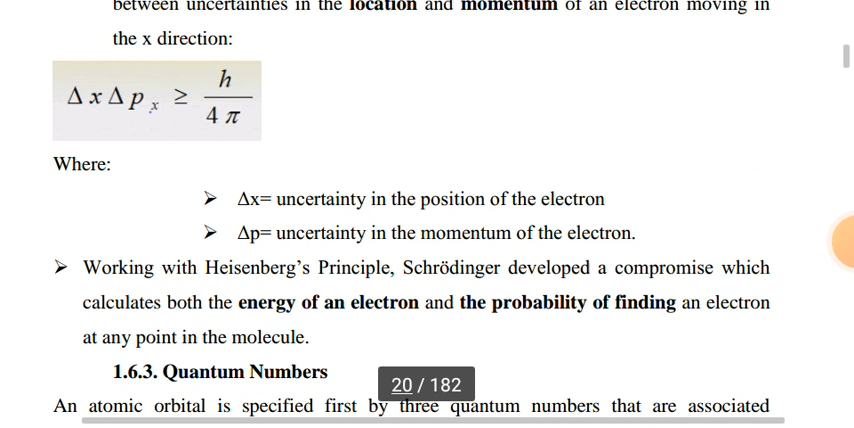 between uncertainties in the location and momentum of an electron moving in
the x direction:
Δ x Δ p x ≥ h / 4 π
Where:
➢ Δx= uncertainty in the position of the electron
➢ Δp= uncertainty in the momentum of the electron.
➢ Working with Heisenberg’s Principle, Schrödinger developed a compromise which
calculates both the energy of an electron and the probability of finding an electron
at any point in the molecule.
1.6.3. Quantum Numbers
20 / 182
An atomic orbital is specified first by three quantum numbers that are associated